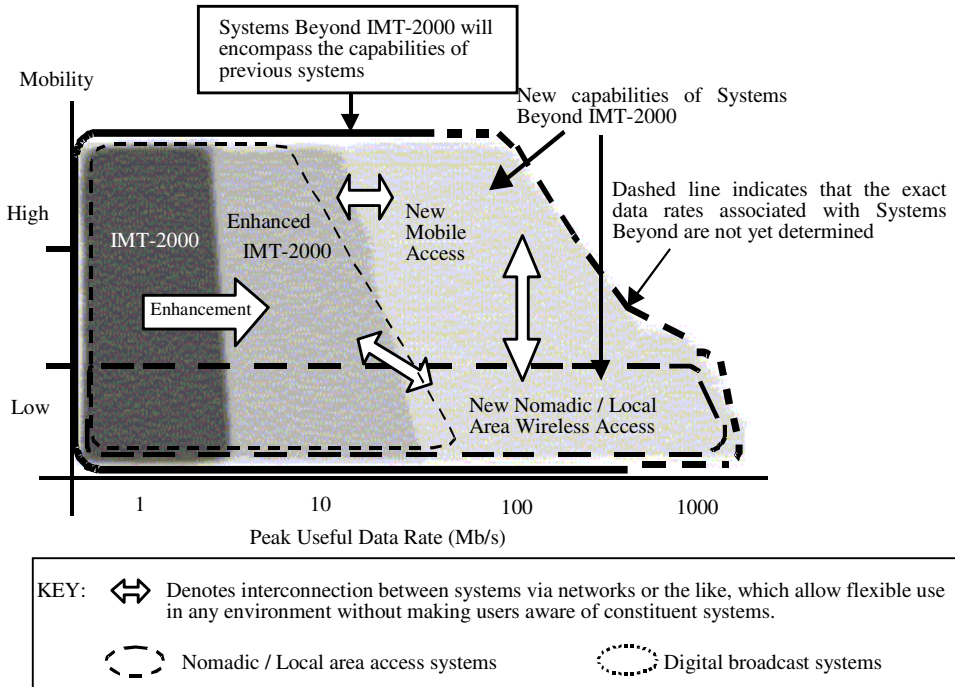 Systems Beyond IMT-2000 will
encompass the capabilities of
previous systems
Mobility
New capabilities of Systems
Beyond IMT-2000
Dashed line indicates that the exact
data rates associated with Systems
Beyond are not yet determined
High
IMT-2000
Enhanced
IMT-2000
New
Mobile
Access
Enhancement
Low
New Nomadic / Local
Area Wireless Access
1
10
100
1000
Peak Useful Data Rate (Mb/s)
KEY:
Denotes interconnection between systems via networks or the like, which allow flexible use
in any environment without making users aware of constituent systems.
Nomadic / Local area access systems
Digital broadcast systems